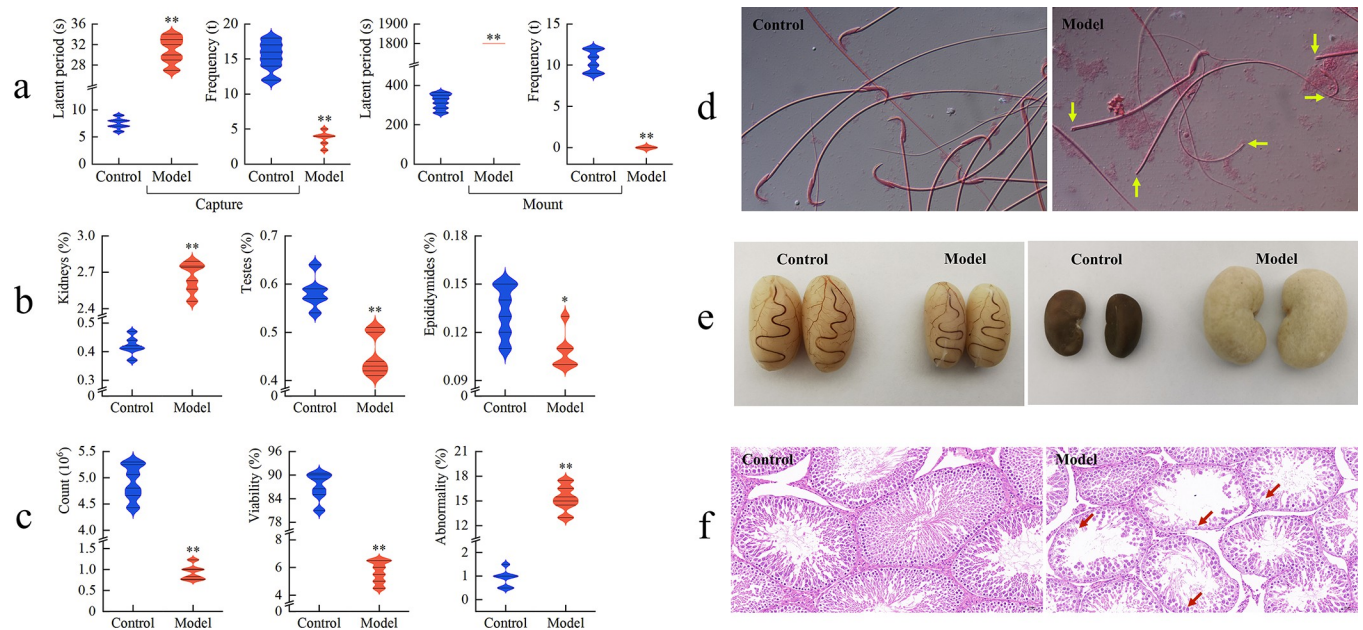 a
Latent period (s)
36
32
28
10
5
0
**
Control Model
Frequency (t)
20
15
10
5
0
**
Control Model
Capture
Latent period (s)
1900
1800
400
200
0
**
Control Model
Frequency (t)
15
10
5
0
**
Control Model
Mount
b
Kidneys (%)
3.0
2.7
2.4
0.5
0.4
0.3
0
**
Control Model
Testes (%)
0.7
0.6
0.5
0.4
0
**
Control Model
Epididymides (%)
0.18
0.15
0.12
0.09
0
*
Control Model
c
Count (10⁶)
5.5
5.0
4.5
4.0
1.5
1.0
0.5
0
**
Control Model
Viability (%)
96
90
84
78
8
6
4
0
**
Control Model
Abnormality (%)
21
18
15
12
2
1
0
**
Control Model
d
Control
Model
e
Control
Model
Control
Model
f
Control
Model